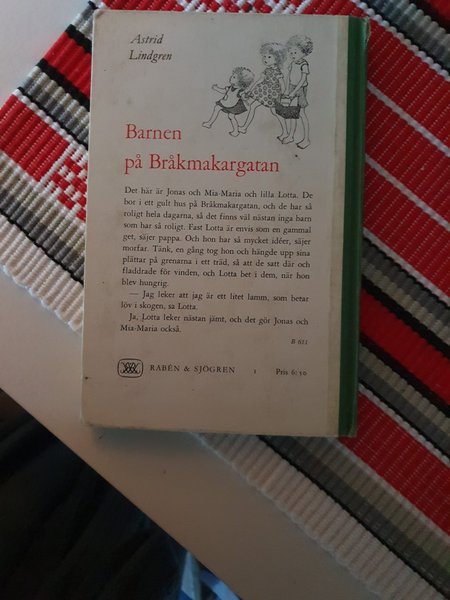 Astrid
Lindgren
Barnen
på Bråkmakargatan
Det här är Jonas och Mia-Maria och lilla Lotta. De
bor i ett gult hus på Bråkmakargatan, och de har så
roligt hela dagarna, så det finns väl nästan inga barn
som har så roligt. Fast Lotta är envis som en gammal
get, säjer pappa. Och hon har så mycket idéer, säjer
morfar. Tänk, en gång tog hon och hängde upp sina
plättar på grenarna i ett träd, så att de satt där och
fladdrade för vinden, och Lotta bet i dem, när hon
blev hungrig.
— Jag leker att jag är ett litet lamm, som betar
löv i skogen, sa Lotta.
Ja, Lotta leker nästan jämt, och det gör Jonas och
Mia-Maria också.
B 811
RABÉN & SJÖGREN 1 Pris 6:50